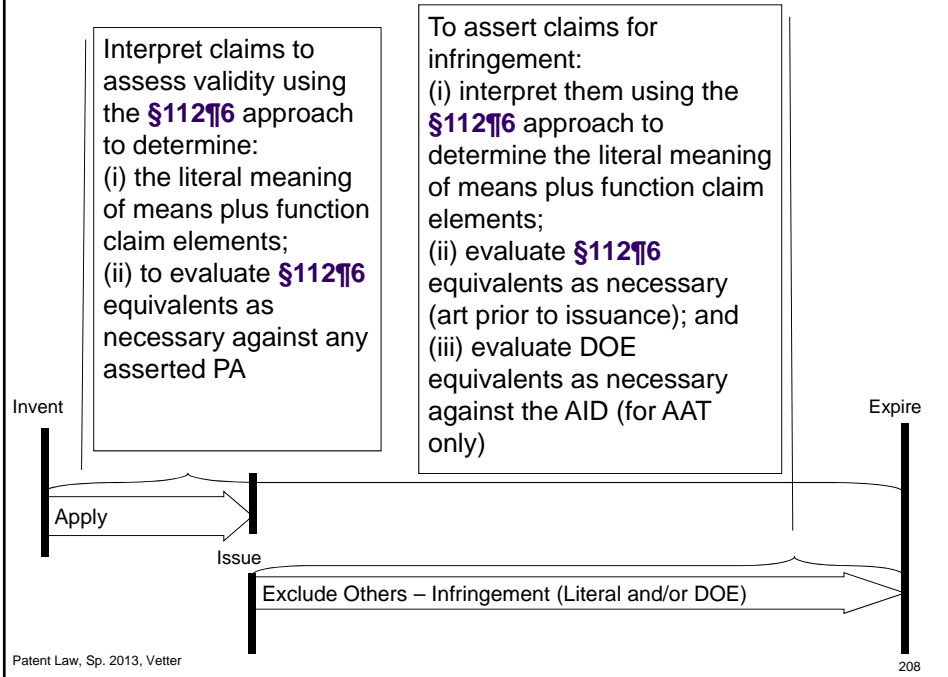 Interpret claims to
assess validity using
the §112¶6 approach
to determine:
(i) the literal meaning
of means plus function
claim elements;
(ii) to evaluate §112¶6
equivalents as
necessary against any
asserted PA
To assert claims for
infringement:
(i) interpret them using the
§112¶6 approach to
determine the literal meaning
of means plus function claim
elements;
(ii) evaluate §112¶6
equivalents as necessary
(art prior to issuance); and
(iii) evaluate DOE
equivalents as necessary
against the AID (for AAT
only)
Invent
Expire
Apply
Issue
Exclude Others – Infringement (Literal and/or DOE)
Patent Law, Sp. 2013, Vetter
208